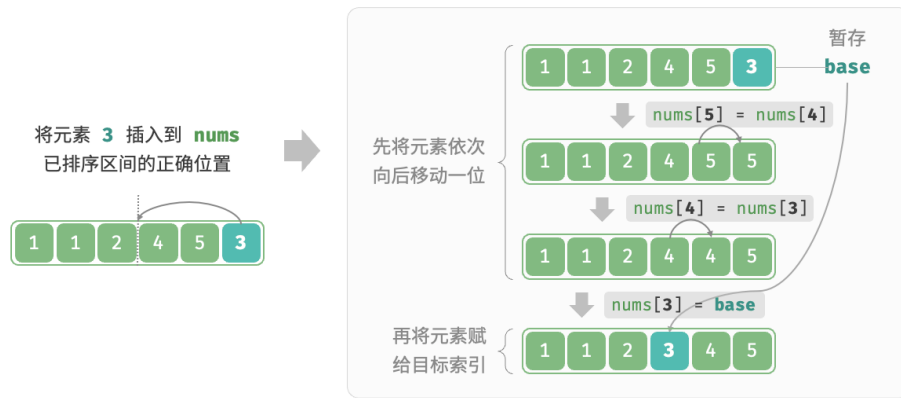 将元素 3 插入到 nums
已排序区间的正确位置
1 1 2 4 5 3
暂存
base
1 1 2 4 5 3
先将元素依次
向后移动一位
nums[5] = nums[4]
1 1 2 4 5 5
nums[4] = nums[3]
1 1 2 4 4 5
nums[3] = base
再将元素赋
给目标索引
1 1 2 3 4 5